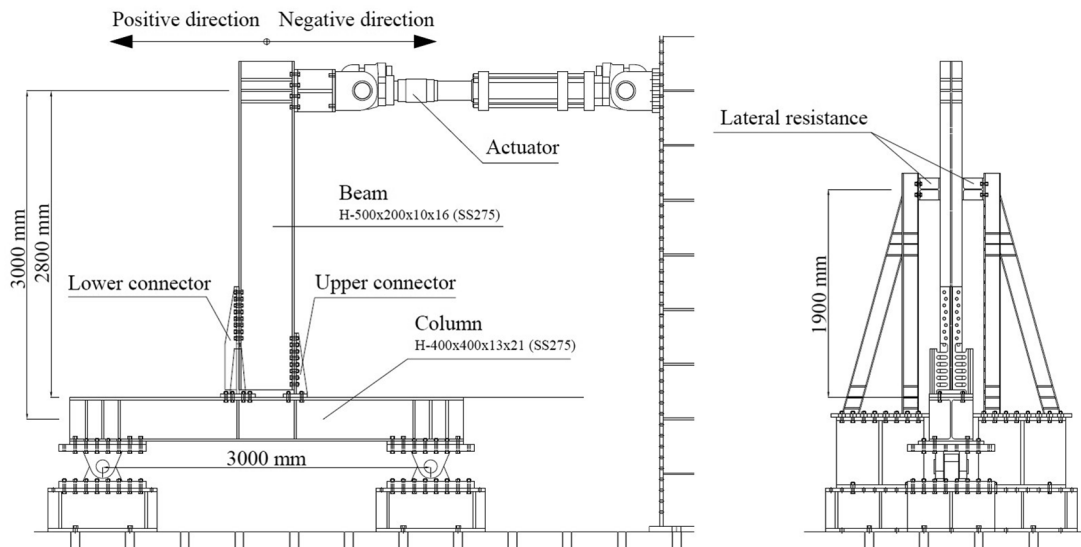 Positive direction
Negative direction
Actuator
Lateral resistance
Beam
H-500x200x10x16 (SS275)
3000 mm
2800 mm
Lower connector
Upper connector
Column
H-400x400x13x21 (SS275)
1900 mm
3000 mm